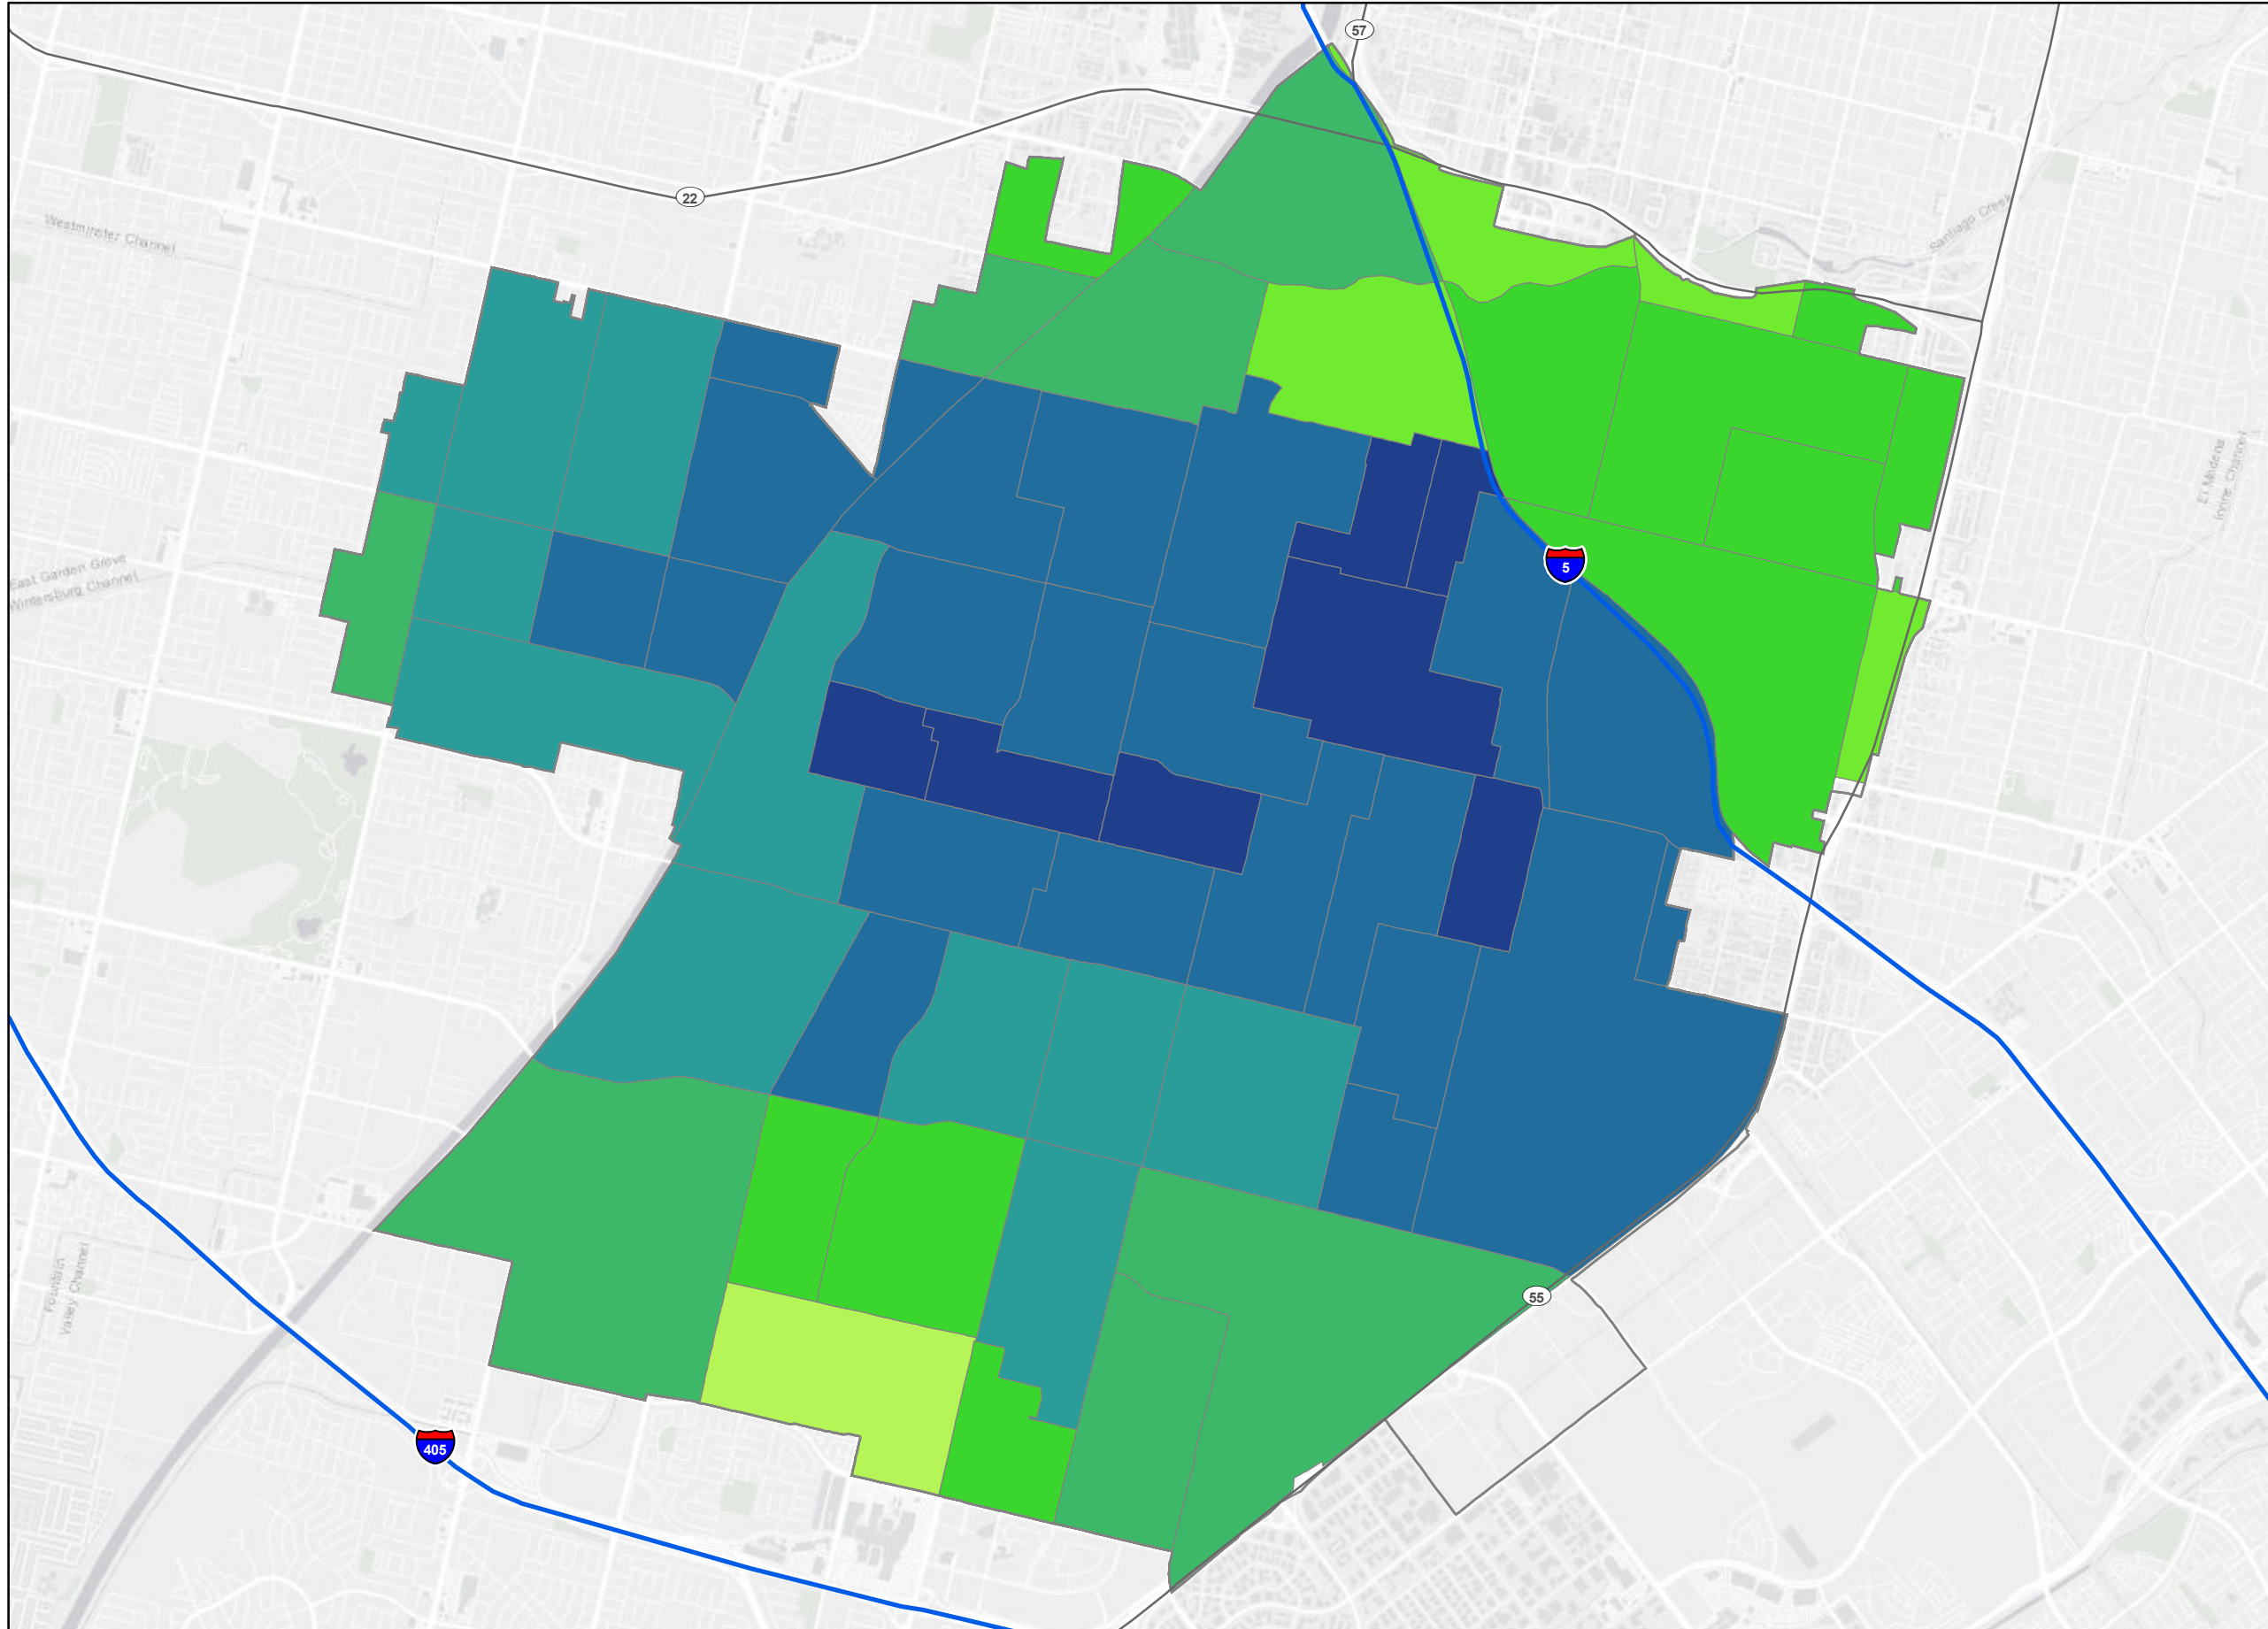 57
22
Westminster Channel
Santiago Creek
El Modena
Irvine Channel
5
East Garden Grove
Wintersburg Channel
Fountain
Valley Channel
55
405